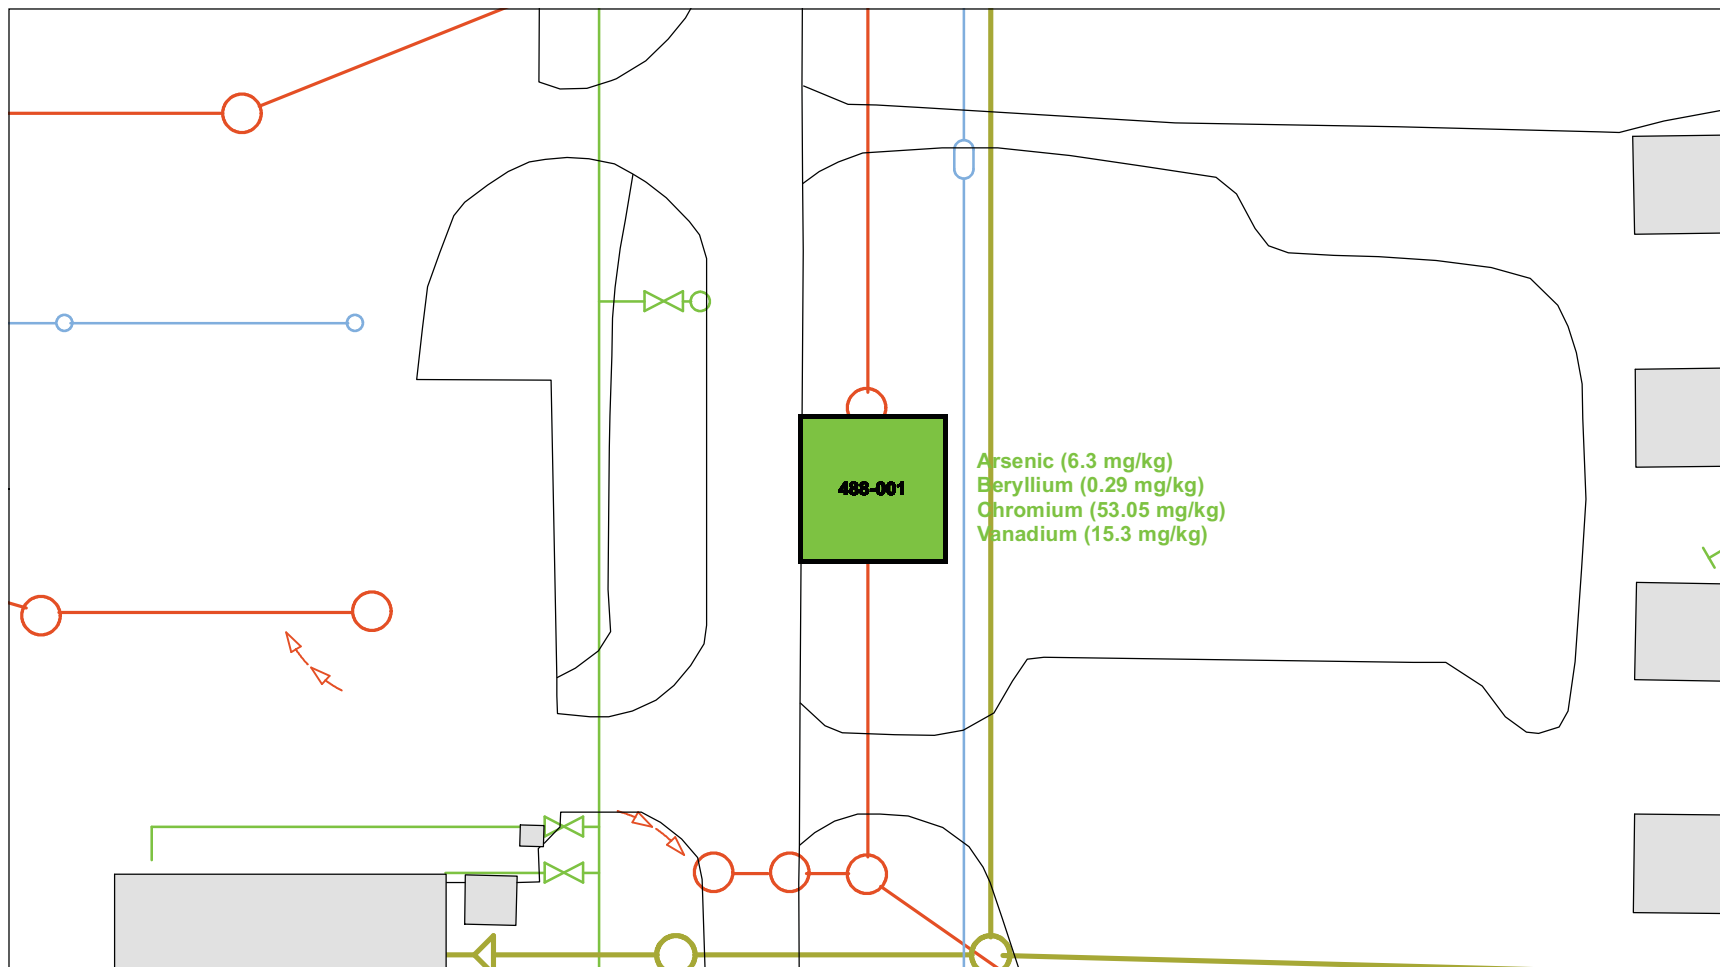 488-001
Arsenic (6.3 mg/kg)
Beryllium (0.29 mg/kg)
Chromium (53.05 mg/kg)
Vanadium (15.3 mg/kg)